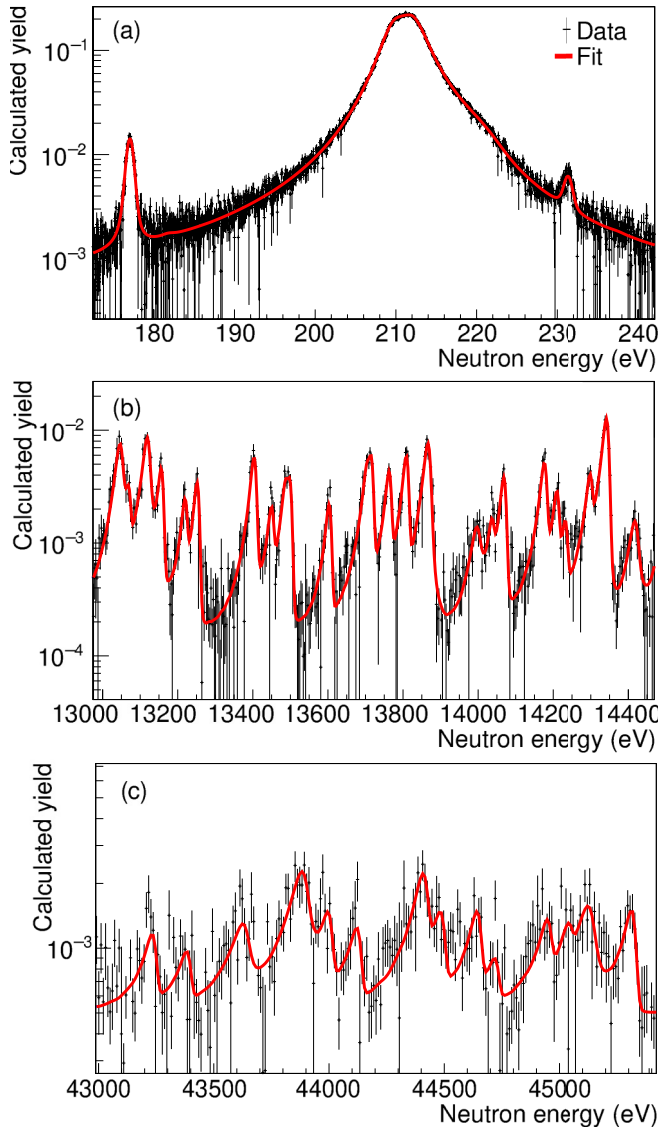 Calculated yield
(a)
Data
Fit
10⁻¹
10⁻²
10⁻³
180 190 200 210 220 230 240
Neutron energy (eV)
Calculated yield
(b)
10⁻²
10⁻³
10⁻⁴
13000 13200 13400 13600 13800 14000 14200 14400
Neutron energy (eV)
Calculated yield
(c)
10⁻³
43000 43500 44000 44500 45000
Neutron energy (eV)